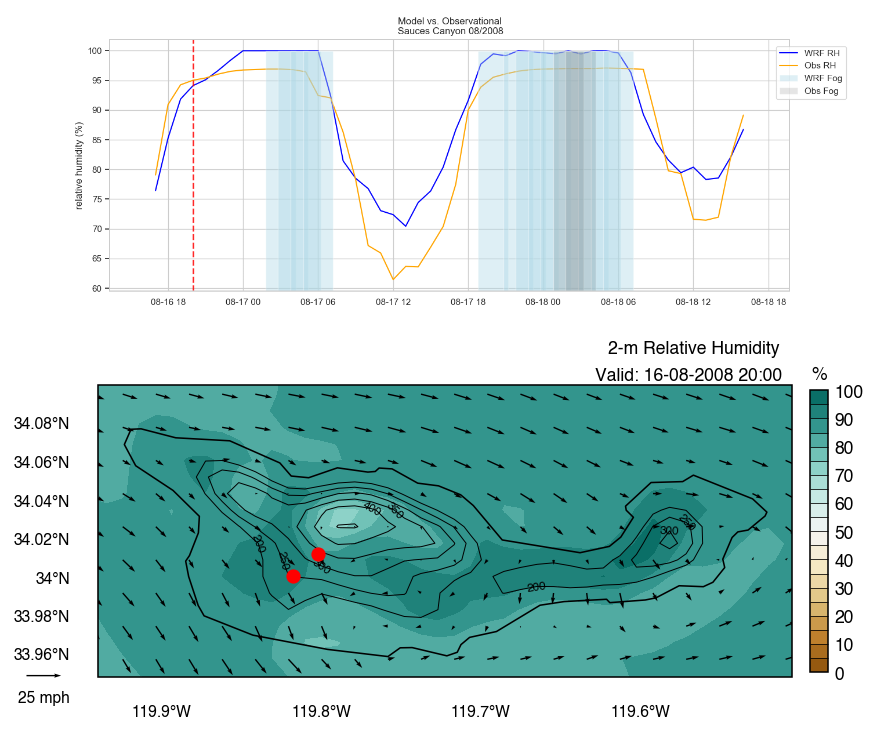 Model vs. Observational
Sauces Canyon 08/2008
relative humidity (%)
100
95
90
85
80
75
70
65
60
08-16 18
08-17 00
08-17 06
08-17 12
08-17 18
08-18 00
08-18 06
08-18 12
08-18 18
WRF RH
Obs RH
WRF Fog
Obs Fog
2-m Relative Humidity
Valid: 16-08-2008 20:00
%
34.08°N
34.06°N
34.04°N
34.02°N
34°N
33.98°N
33.96°N
25 mph
119.9°W
119.8°W
119.7°W
119.6°W
400
300
200
200
100
90
80
70
60
50
40
30
20
10
0